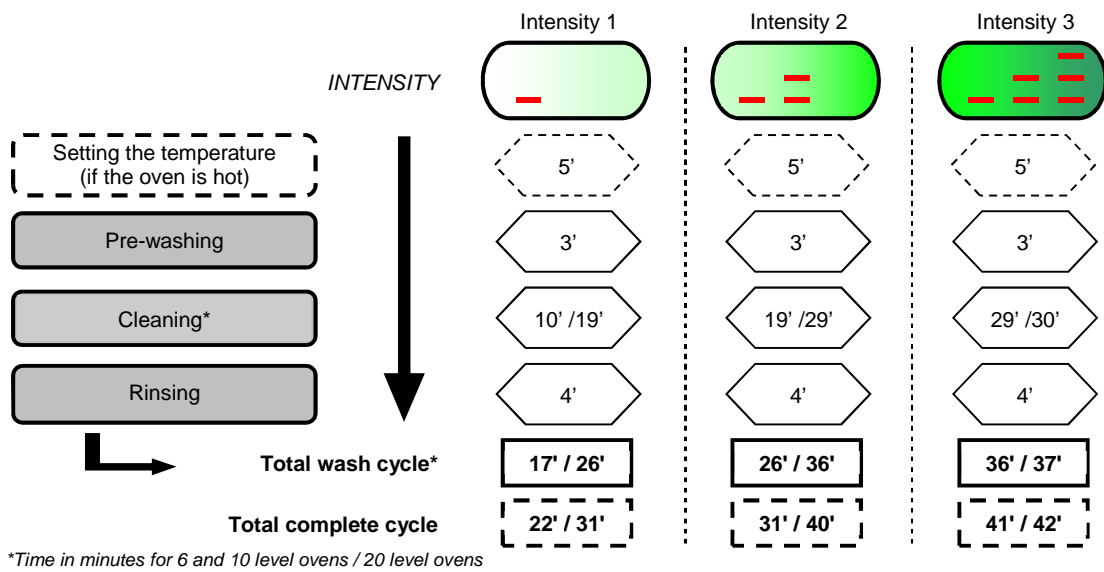 Intensity 1 Intensity 2 Intensity 3
INTENSITY
Setting the temperature
(if the oven is hot)
5’ 5’ 5’
Pre-washing 3’ 3’ 3’
Cleaning* 10’ /19’ 19’ /29’ 29’ /30’
Rinsing 4’ 4’ 4’
Total wash cycle* 17' / 26' 26' / 36' 36' / 37'
Total complete cycle 22' / 31' 31' / 40' 41' / 42'
*Time in minutes for 6 and 10 level ovens / 20 level ovens